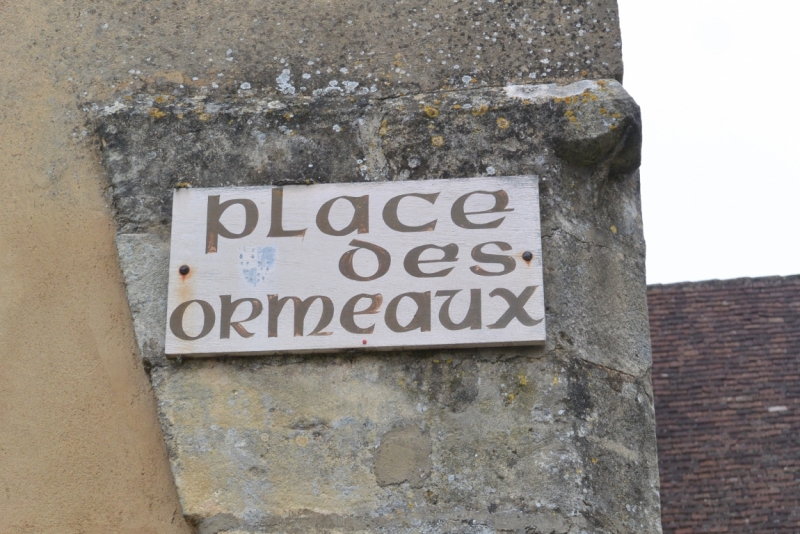 place
des
ormeaux